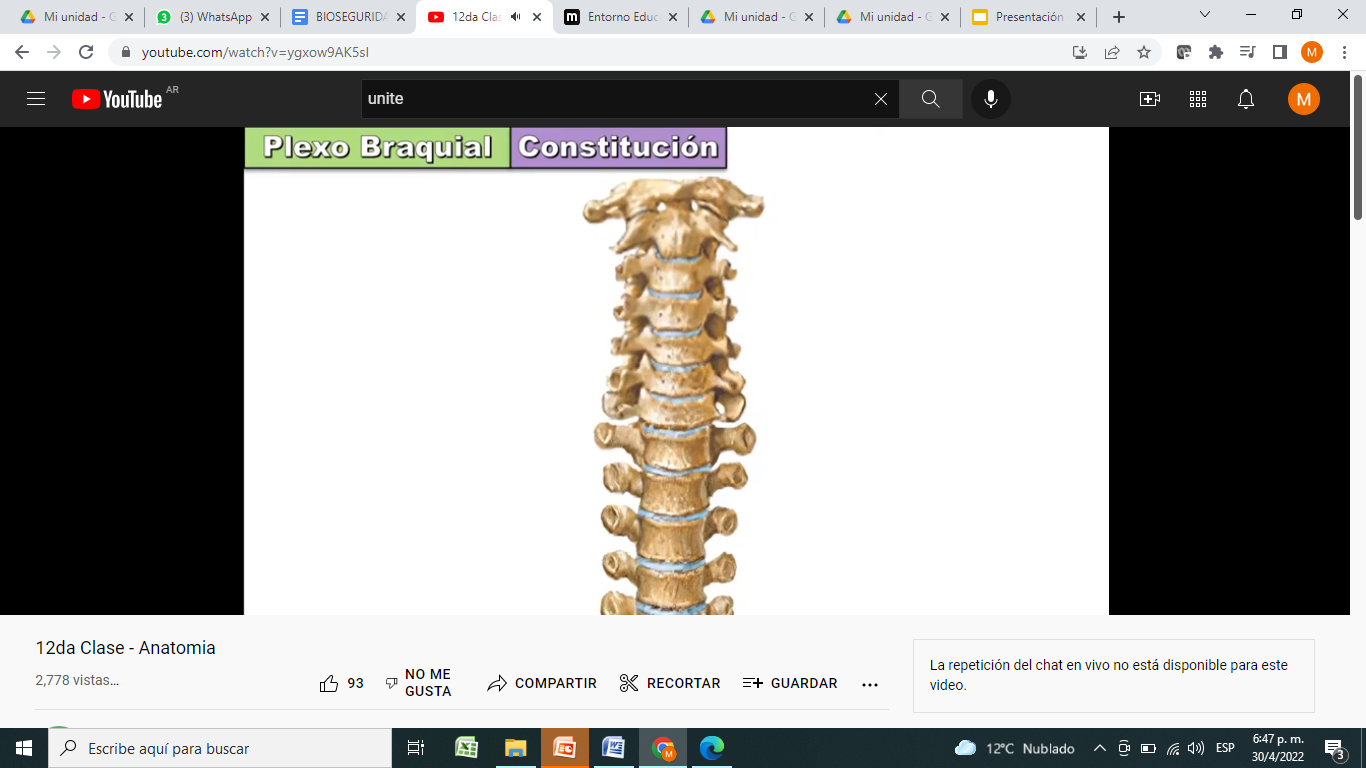 Mi unidad - G
(3) WhatsApp
BIOSEGURIDA
12da Clas
Entorno Educ
Mi unidad - G
Mi unidad - G
Presentación
youtube.com/watch?v=ygxow9AK5sI
M
YouTube AR
unite
M
Plexo Braquial Constitución
12da Clase - Anatomia
2,778 vistas...
93
NO ME GUSTA
COMPARTIR
RECORTAR
GUARDAR
La repetición del chat en vivo no está disponible para este
video.
Escribe aquí para buscar
12°C Nublado
ESP
6:47 p. m.
30/4/2022
3